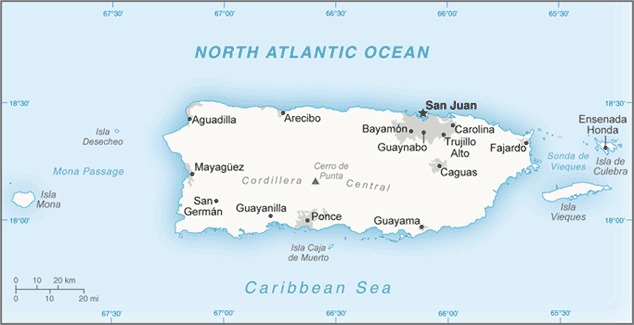 67/30'
67/00'
66/30'
66/00'
65/30'
NORTH ATLANTIC OCEAN
18/30'
18/30'
San Juan
Aguadilla
Arecibo
Bayamón
Carolina
Ensenada
Honda
Isla
Desecheo
Guaynabo
Trujillo
Alto
Fajardo
Mona Passage
Mayagüez
Cerro de
Punta
Caguas
Sonda de
Vieques
Isla de
Culebra
Cordillera
Central
Isla
Mona
San
Germán
Guayanilla
Ponce
Guayama
Isla
Vieques
18/00'
18/00'
Isla Caja
de Muerto
Caribbean Sea
0 10 20 km
0 10 20 mi
67/30'
67/00'
66/30'
66/00'
65/30'